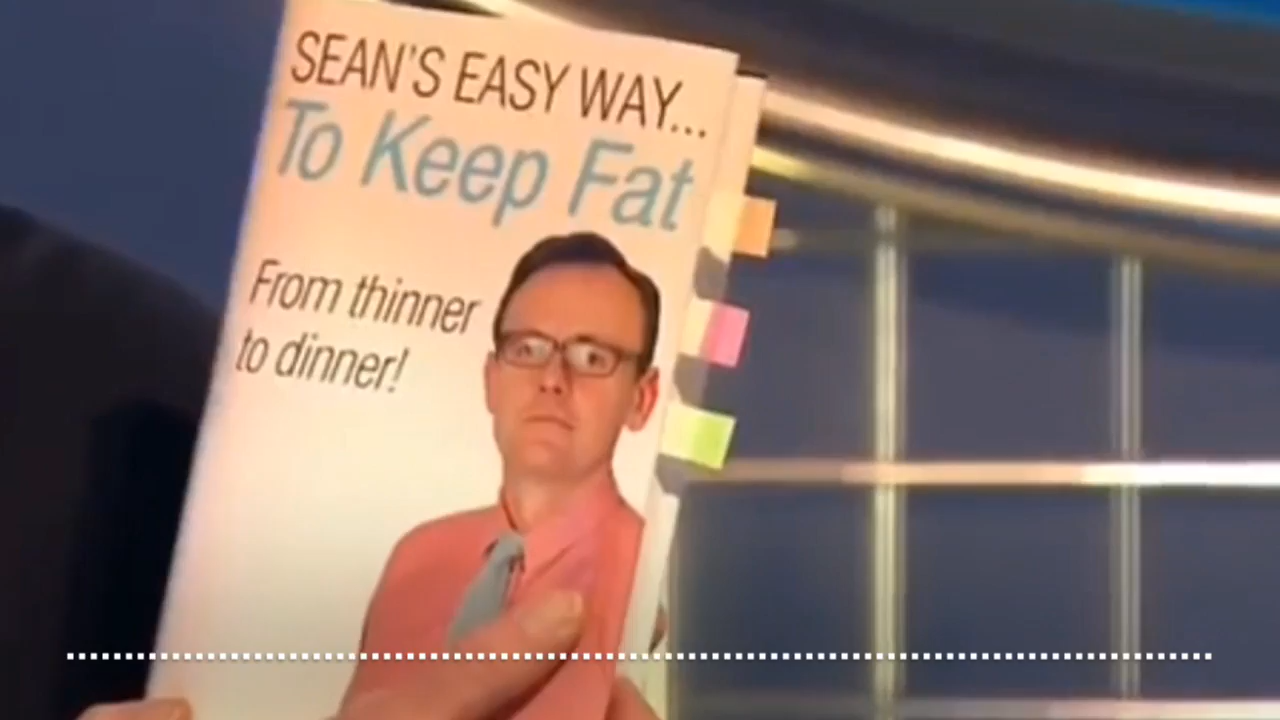 SEAN'S EASY WAY...
To Keep Fat
From thinner
to dinner!